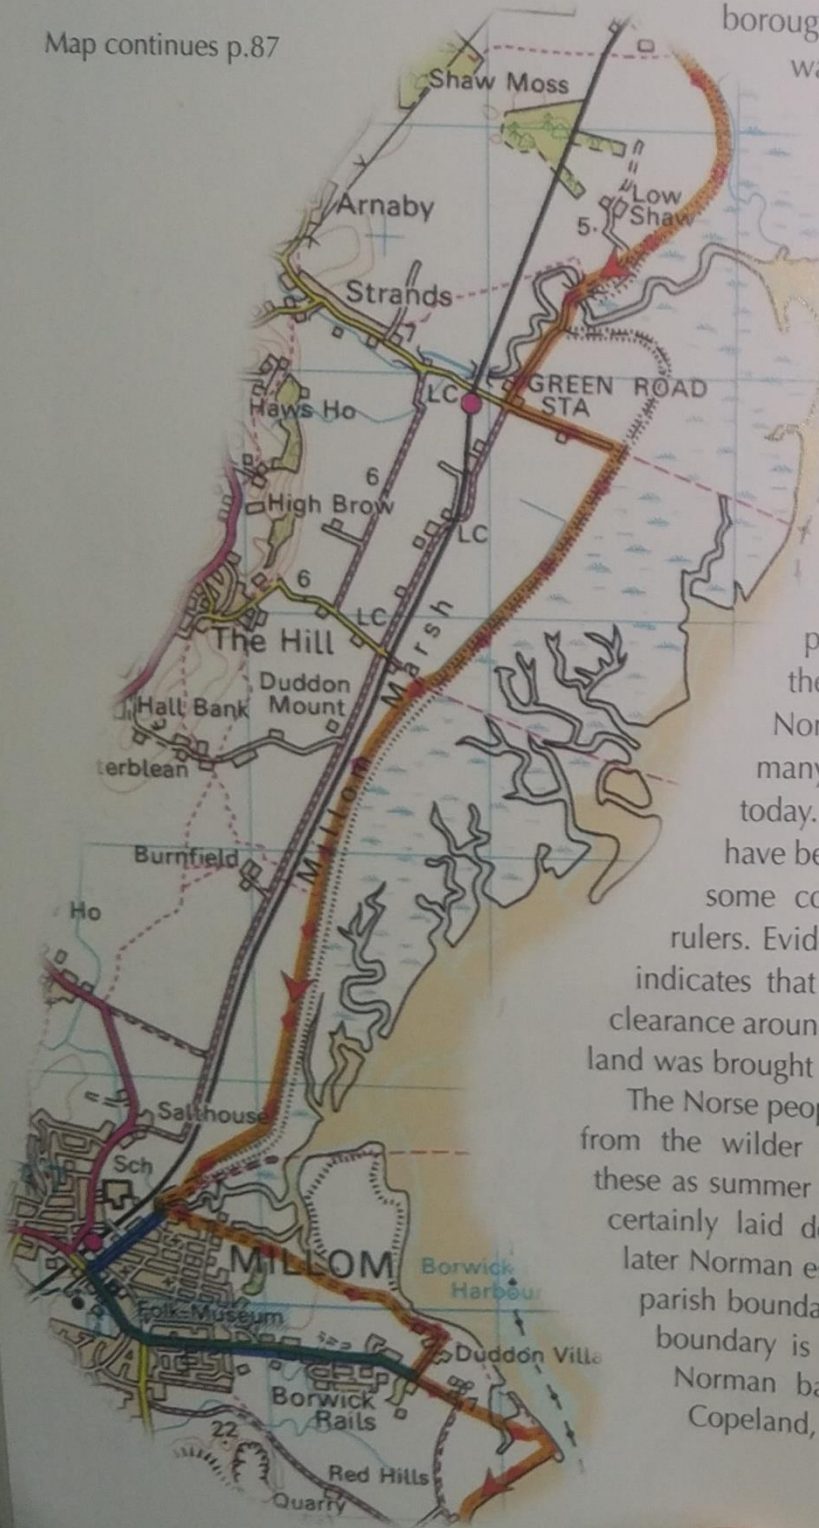 Map continues p.87
boroug
wa
Shaw Moss
Arnaby
Low
Shaw
5.
Strands
7
LC
GREEN ROAD
STA
Haws Ho
6
High Brow
LC
6
LC
The Hill
Marsh
Duddon
Mount
Hall Bank
terblean
Millom
Burnfield
Ho
Salthouse
Sch
MILLOM
Borwick
Harbour
Folk-Museum
Duddon Villa
Borwick
Rails
7
22
Red Hills
Quarry
p
the
Nor
many
today.
have be
some co
rulers. Evid
indicates that
clearance aroun
land was brought
The Norse peop
from the wilder
these as summer
certainly laid d
later Norman e
parish bounda
boundary is
Norman ba
Copeland,